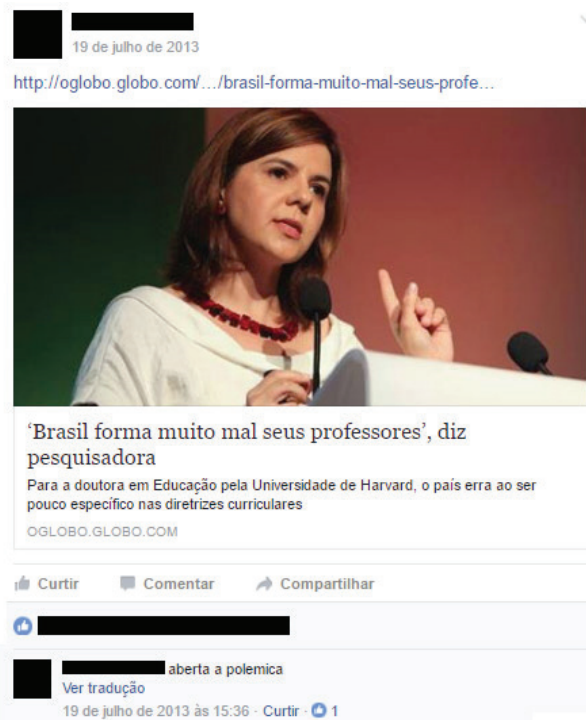 19 de julho de 2013
http://oglobo.globo.com/.../brasil-forma-muito-mal-seus-profe...
‘Brasil forma muito mal seus professores’, diz
pesquisadora
Para a doutora em Educação pela Universidade de Harvard, o país erra ao ser
pouco específico nas diretrizes curriculares
OGLOBO.GLOBO.COM
Curtir Comentar Compartilhar
aberta a polemica
Ver tradução
19 de julho de 2013 às 15:36 · Curtir · 1